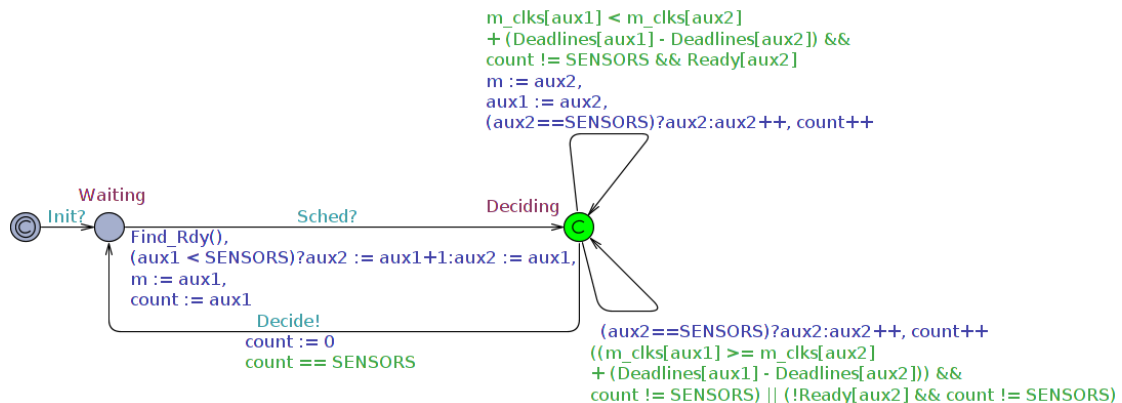 m_clks[aux1] < m_clks[aux2]
+ (Deadlines[aux1] - Deadlines[aux2]) &&
count != SENSORS && Ready[aux2]
m := aux2,
aux1 := aux2,
(aux2==SENSORS)?aux2:aux2++, count++
Waiting
Init?
Sched?
Deciding
C
C
Find_Rdy(),
(aux1 < SENSORS)?aux2 := aux1+1:aux2 := aux1,
m := aux1,
count := aux1
Decide!
count := 0
count == SENSORS
(aux2==SENSORS)?aux2:aux2++, count++
((m_clks[aux1] >= m_clks[aux2]
+ (Deadlines[aux1] - Deadlines[aux2])) &&
count != SENSORS) || (!Ready[aux2] && count != SENSORS)